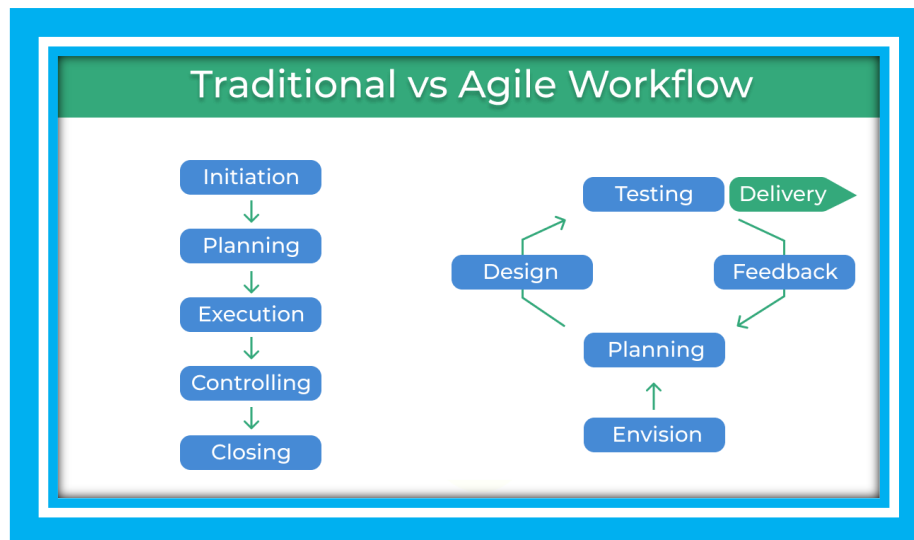 Traditional vs Agile Workflow
Initiation
Planning
Execution
Controlling
Closing
Testing
Delivery
Design
Feedback
Planning
Envision